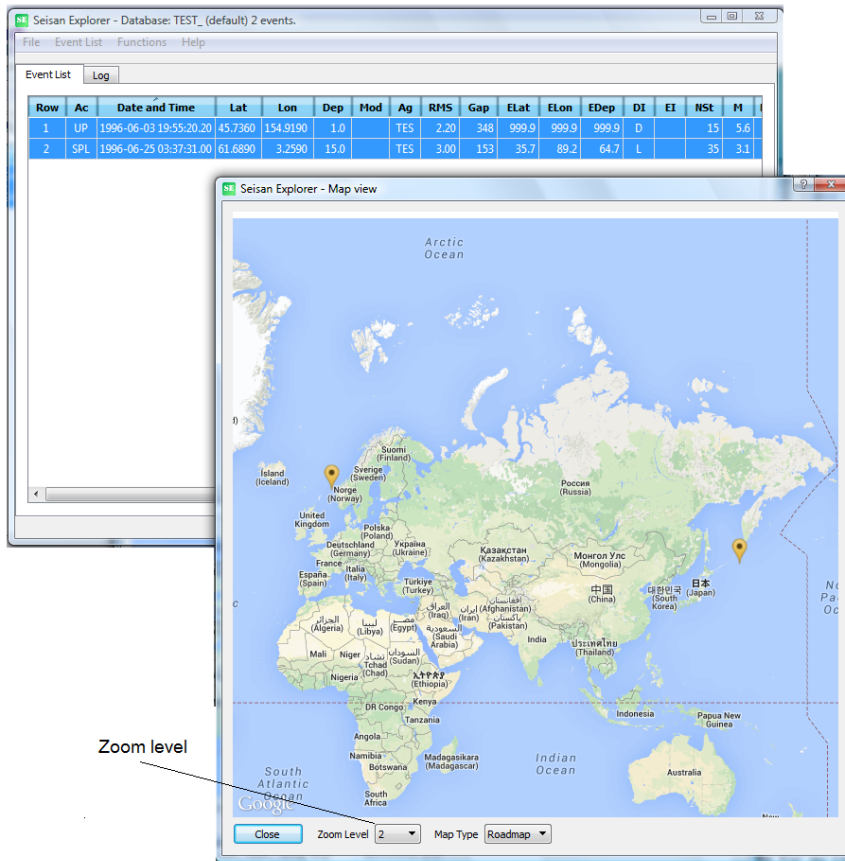 Seisan Explorer - Database: TEST_ (default) 2 events.
File Event List Functions Help
Event List Log
Row Ac Date and Time Lat Lon Dep Mod Ag RMS Gap ELat ELon EDep DI EI NSt M
1 UP 1996-06-03 19:55:20.20 45.7360 154.9190 1.0 TES 2.20 348 999.9 999.9 999.9 D 15 5.6
2 SPL 1996-06-25 03:37:31.00 61.6890 3.2590 15.0 TES 3.00 153 35.7 89.2 64.7 L 35 3.1
SE Seisan Explorer - Map view
Arctic
Ocean
Suomi
(Finland)
Ísland
(Iceland)
Sverige
(Sweden)
Norge
(Norway)
Россия
(Russia)
United
Kingdom
Polska
(Poland)
Deutschland
(Germany)
Україна
(Ukraine)
France
Қазақстан
(Kazakhstan)
Монгол Улс
(Mongolia)
Italia
(Italy)
España
(Spain)
Türkiye
(Turkey)
中国
(China)
대한민국
(South
Korea)
日本
(Japan)
الجزائر
(Algeria)
ليبيا
(Libya)
مصر
(Egypt)
العراق
(Iraq)
ایران
(Iran)
افغانستان
(Afghanistan)
پاکستان
(Pakistan)
السعودية
(Saudi
Arabia)
India
ประเทศไทย
(Thailand)
Mali
Niger
تشاد
Tchad
(Chad)
السودان
(Sudan)
Nigeria
ኢትዮጵያ
(Ethiopia)
DR Congo
Kenya
Tanzania
Indonesia
Papua New
Guinea
Angola
Namibia
Botswana
Madagasikara
(Madagascar)
Indian
Ocean
Australia
South
Atlantic
Ocean
South
Africa
Google
Zoom level
Close Zoom Level 2 Map Type Roadmap